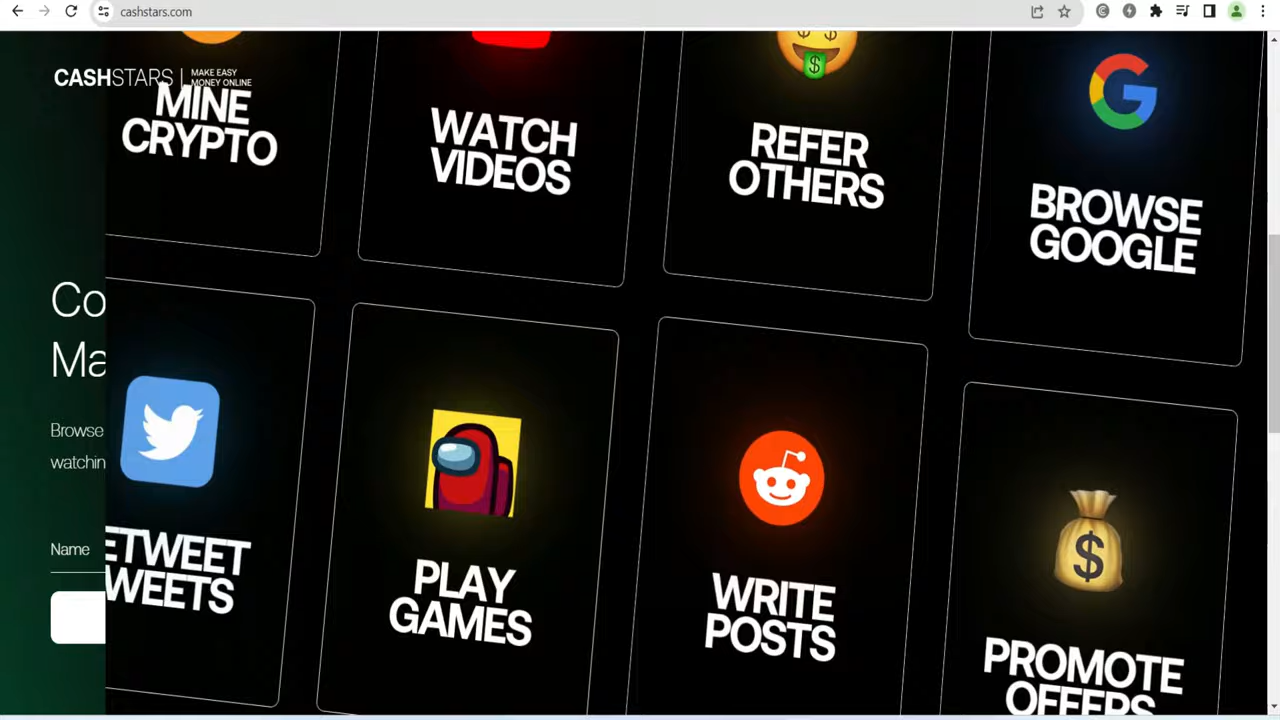 cashstars.com
CASHSTARS | MAKE EASY
MONEY ONLINE
MINE
CRYPTO
WATCH
VIDEOS
REFER
OTHERS
BROWSE
GOOGLE
Co
Ma
Browse
watchin
Name
ETWEET
WEETS
PLAY
GAMES
WRITE
POSTS
PROMOTE
OFFERS